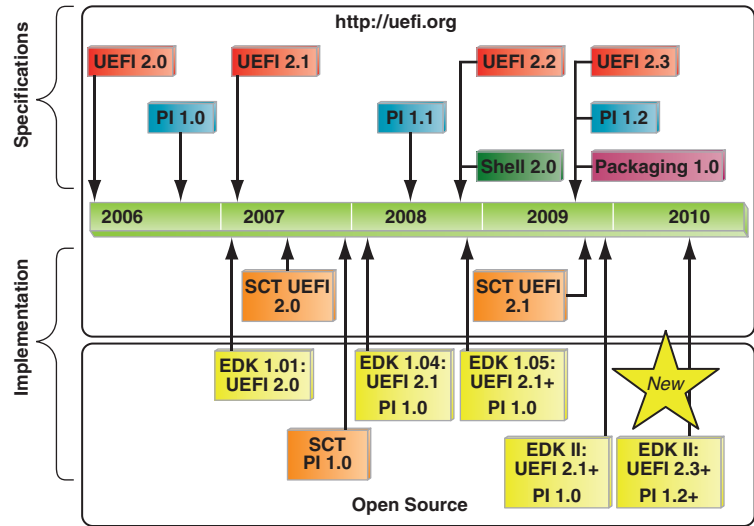 http://uefi.org
Specifications
UEFI 2.0
UEFI 2.1
UEFI 2.2
UEFI 2.3
PI 1.0
PI 1.1
PI 1.2
Shell 2.0
Packaging 1.0
2006
2007
2008
2009
2010
Implementation
SCT UEFI
2.0
SCT UEFI
2.1
EDK 1.01:
UEFI 2.0
EDK 1.04:
UEFI 2.1
PI 1.0
EDK 1.05:
UEFI 2.1+
PI 1.0
New
SCT
PI 1.0
EDK II:
UEFI 2.1+
PI 1.0
EDK II:
UEFI 2.3+
PI 1.2+
Open Source